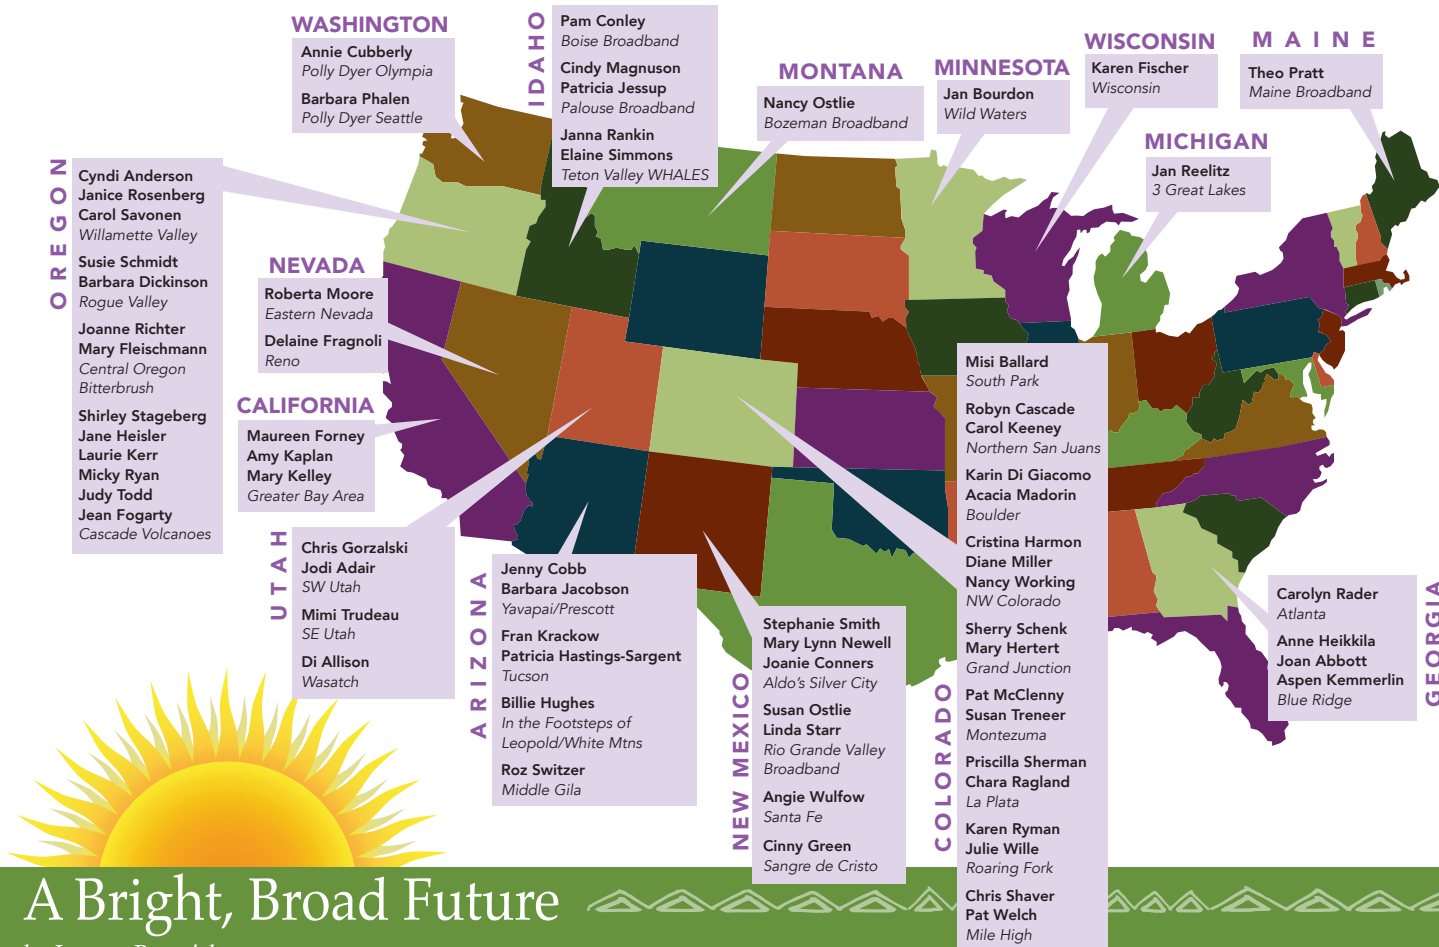 WASHINGTON
Annie Cubberly
Polly Dyer Olympia
Barbara Phalen
Polly Dyer Seattle
IDAHO
Pam Conley
Boise Broadband
Cindy Magnuson
Patricia Jessup
Palouse Broadband
Janna Rankin
Elaine Simmons
Teton Valley WHALES
MONTANA
Nancy Ostlie
Bozeman Broadband
MINNESOTA
Jan Bourdon
Wild Waters
WISCONSIN
Karen Fischer
Wisconsin
MAINE
Theo Pratt
Maine Broadband
MICHIGAN
Jan Reelitz
3 Great Lakes
OREGON
Cyndi Anderson
Janice Rosenberg
Carol Savonen
Willamette Valley
Susie Schmidt
Barbara Dickinson
Rogue Valley
Joanne Richter
Mary Fleischmann
Central Oregon
Bitterbrush
Shirley Stageberg
Jane Heisler
Laurie Kerr
Micky Ryan
Judy Todd
Jean Fogarty
Cascade Volcanoes
NEVADA
Roberta Moore
Eastern Nevada
Delaine Fragnoli
Reno
CALIFORNIA
Maureen Forney
Amy Kaplan
Mary Kelley
Greater Bay Area
UTAH
Chris Gorzalski
Jodi Adair
SW Utah
Mimi Trudeau
SE Utah
Di Allison
Wasatch
ARIZONA
Jenny Cobb
Barbara Jacobson
Yavapai/Prescott
Fran Krackow
Patricia Hastings-Sargent
Tucson
Billie Hughes
In the Footsteps of
Leopold/White Mtns
Roz Switzer
Middle Gila
NEW MEXICO
Stephanie Smith
Mary Lynn Newell
Joanie Conners
Aldo's Silver City
Susan Ostlie
Linda Starr
Rio Grande Valley
Broadband
Angie Wulfow
Santa Fe
Cinny Green
Sangre de Cristo
COLORADO
Misi Ballard
South Park
Robyn Cascade
Carol Keeney
Northern San Juans
Karin Di Giacomo
Acacia Madorin
Boulder
Cristina Harmon
Diane Miller
Nancy Working
NW Colorado
Sherry Schenk
Mary Hertert
Grand Junction
Pat McClenny
Susan Treneer
Montezuma
Priscilla Sherman
Chara Ragland
La Plata
Karen Ryman
Julie Wille
Roaring Fork
Chris Shaver
Pat Welch
Mile High
GEORGIA
Carolyn Rader
Atlanta
Anne Heikkila
Joan Abbott
Aspen Kemmerlin
Blue Ridge
A Bright, Broad Future